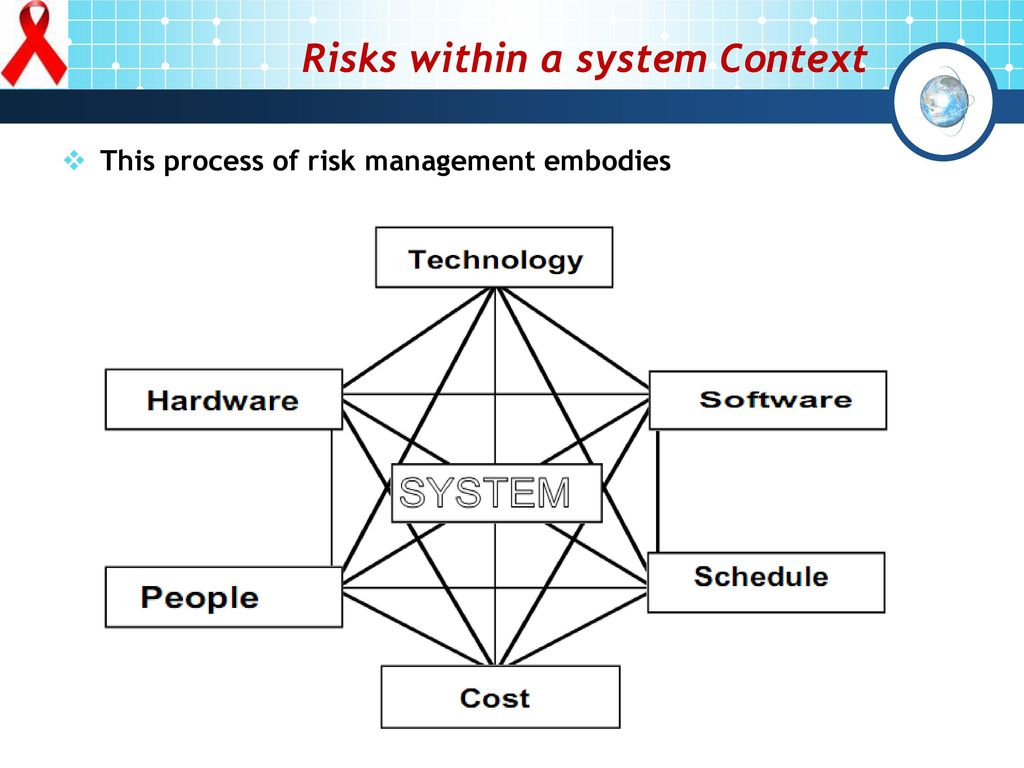 Risks within a system Context
This process of risk management embodies
Technology
Hardware
Software
SYSTEM
People
Schedule
Cost